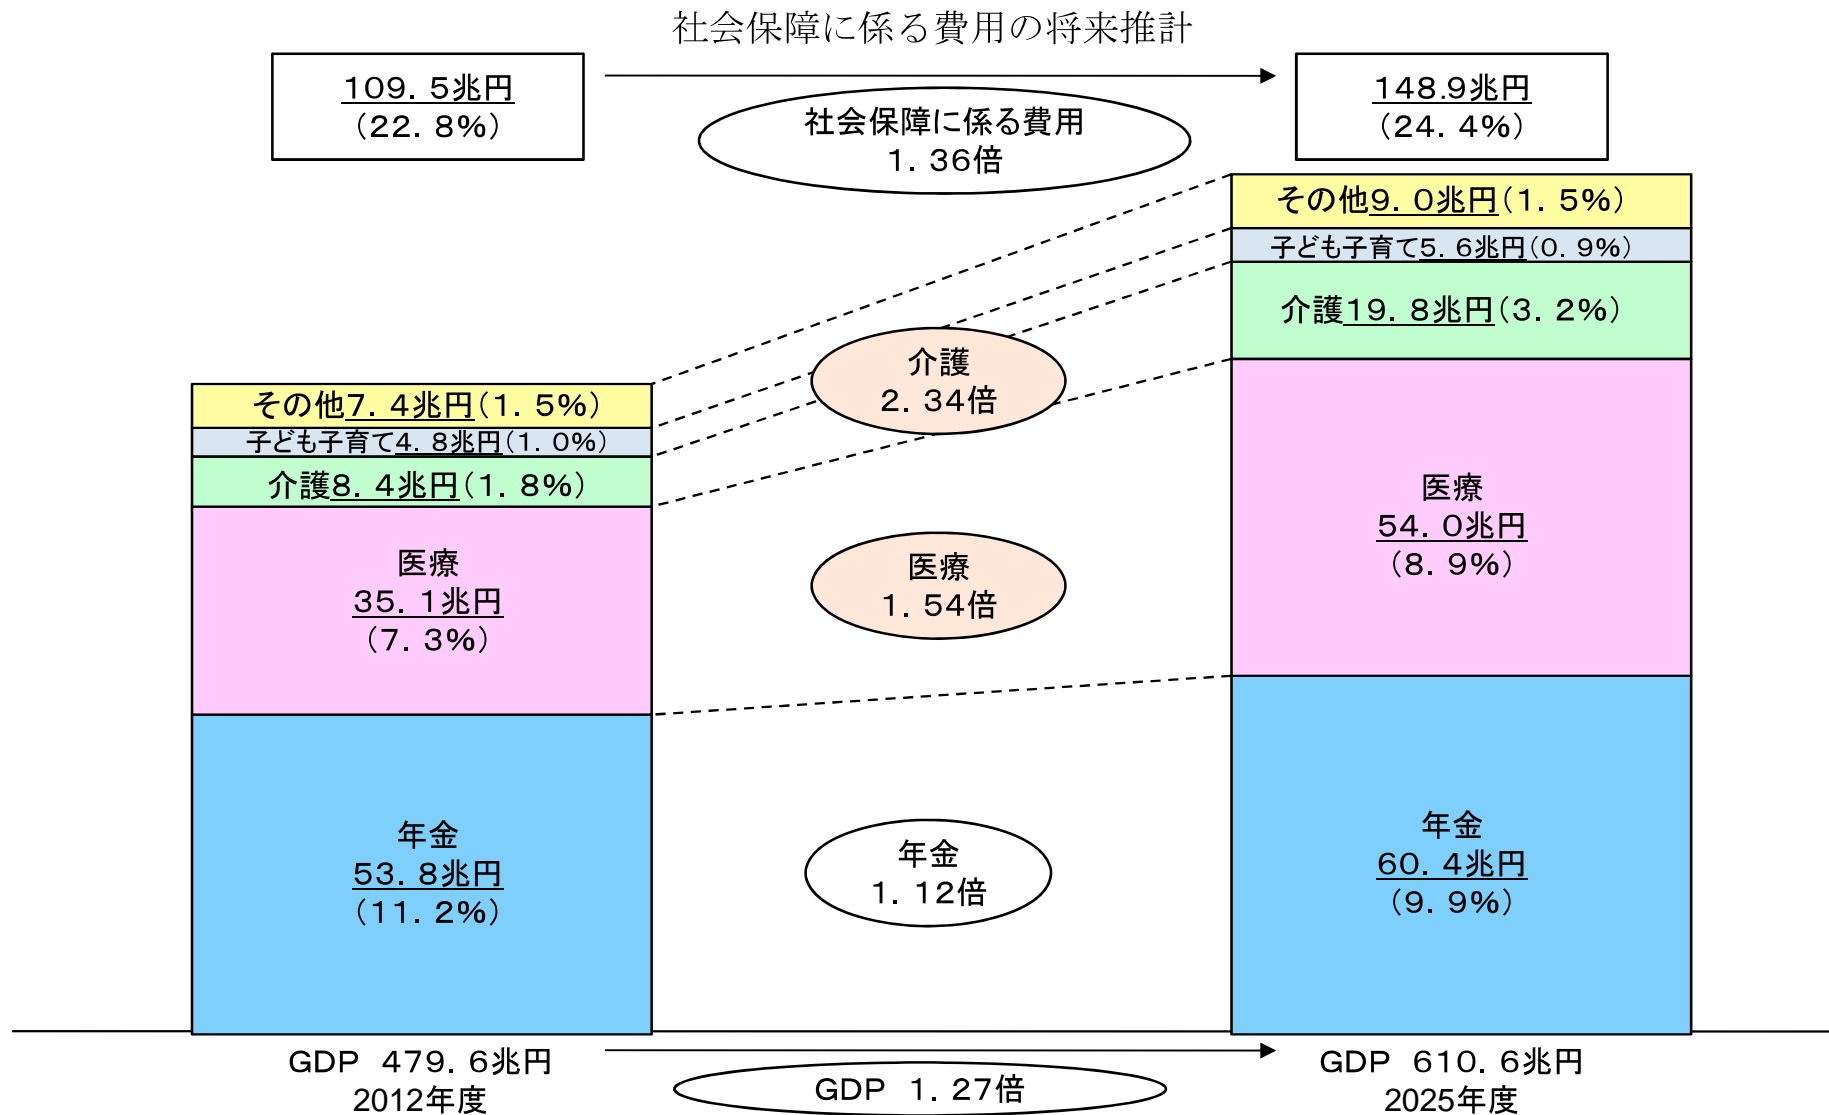 社会保障に係る費用の将来推計
109．5兆円
（22．8％）
社会保障に係る費用
1．36倍
148.9兆円
（24．4％）
その他9．0兆円（1．5％）
子ども子育て5．6兆円（0．9％）
介護19．8兆円（3．2％）
医療
54．0兆円
（8．9％）
年金
60．4兆円
（9．9％）
介護
2．34倍
医療
1．54倍
年金
1．12倍
その他7．4兆円（1．5％）
子ども子育て4．8兆円（1．0％）
介護8．4兆円（1．8％）
医療
35．1兆円
（7．3％）
年金
53．8兆円
（11．2％）
GDP 479．6兆円
2012年度
GDP 1．27倍
GDP 610．6兆円
2025年度